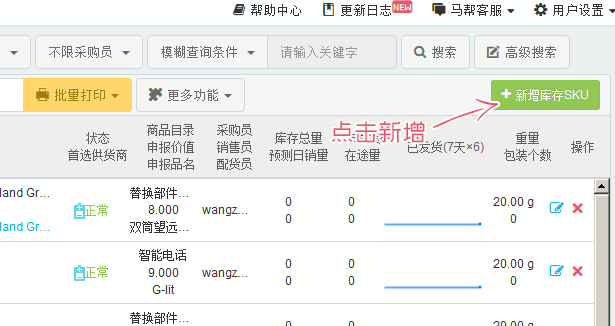 帮助中心 更新日志 NEW 马帮客服 用户设置
不限采购员 模糊查询条件 请输入关键字 搜索 高级搜索
批量打印 更多功能 新增库存SKU
点击新增
状态
首选供货商
商品目录
申报价值
申报品名
采购员
销售员
配货员
库存总量
预测日销量
在途量
已发货(7天×6)
重量
包装个数
操作
land Gr...
land Gr...
正常
替换部件...
8.000
双筒望远...
wangz...
0
0
0
0
20.00 g
0
正常
智能电话
9.000
G-lit
wangz...
0
0
0
0
20.00 g
0
替换部件...
0
0
20.00 g